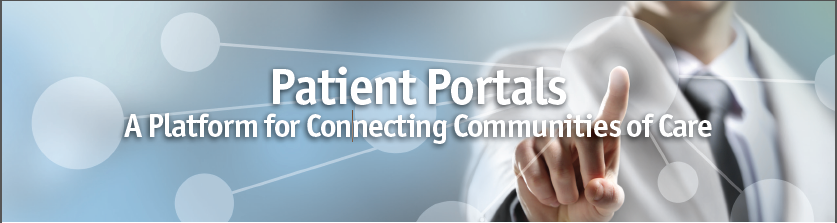 Patient Portals
A Platform for Connecting Communities of Care